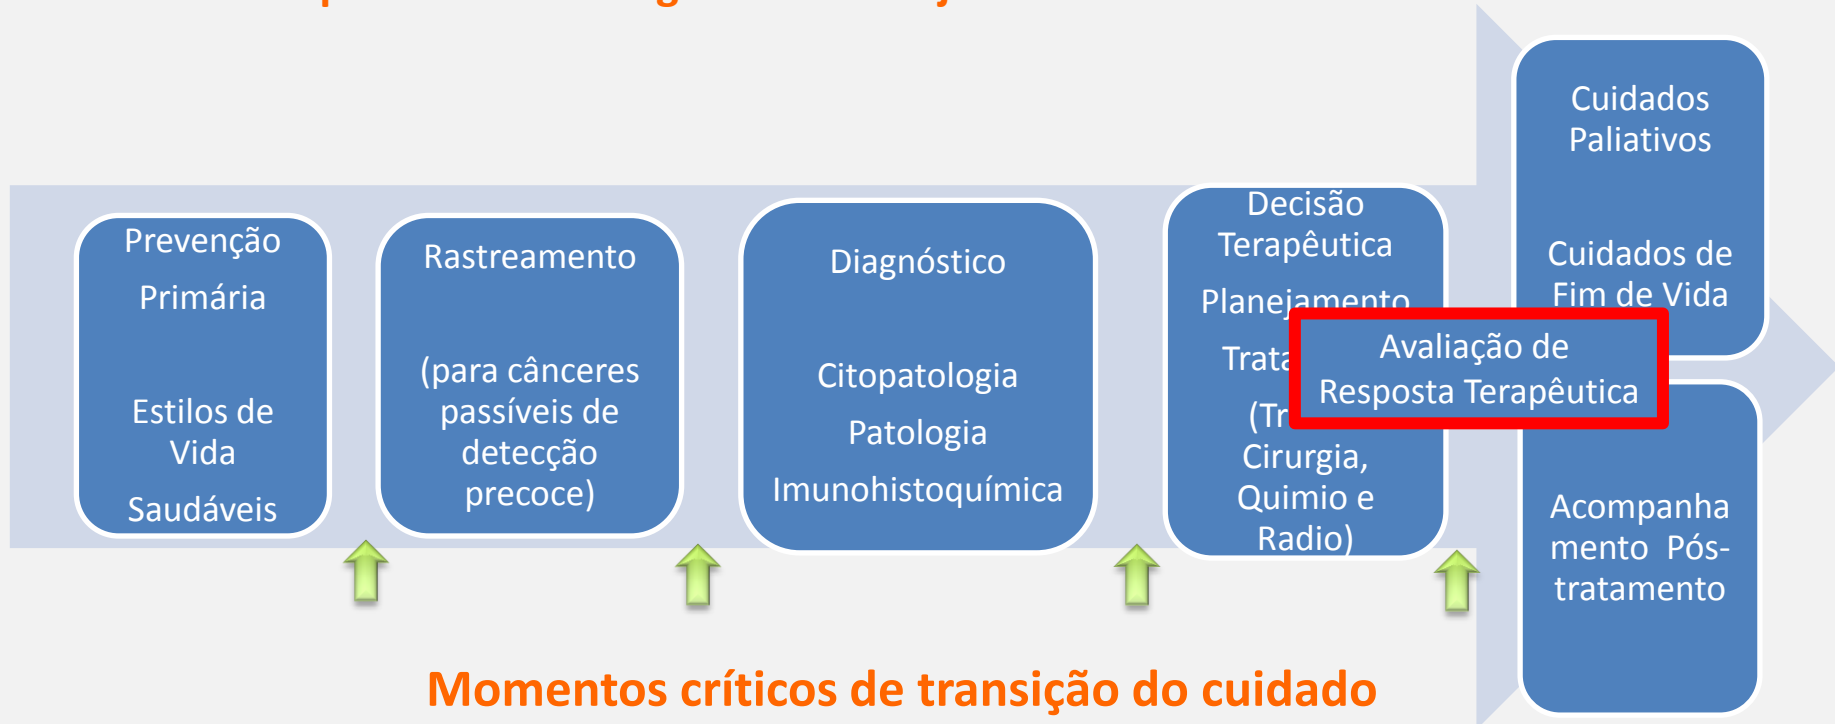 Prevenção
Primária
Estilos de
Vida
Saudáveis
Rastreamento
(para cânceres
passíveis de
detecção
precoce)
Diagnóstico
Citopatologia
Patologia
Imunohistoquímica
Decisão
Terapêutica
Planejamento
Cirurgia,
Quimio e
Radio)
Avaliação de
Resposta Terapêutica
Cuidados
Paliativos
Cuidados de
Fim de Vida
Acompanha
mento Pós-
tratamento
Momentos críticos de transição do cuidado